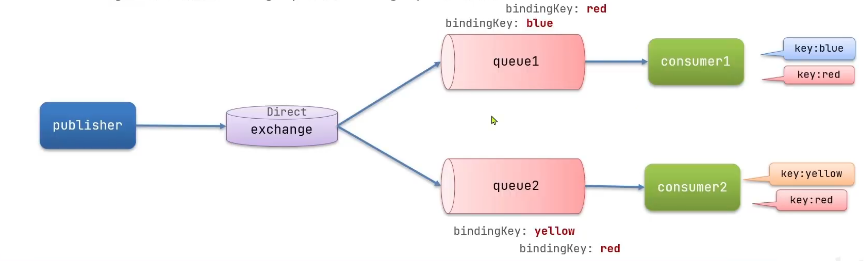 bindingKey: red
bindingKey: blue
queue1
consumer1
key:blue
key:red
publisher
Direct
exchange
queue2
consumer2
key:yellow
key:red
bindingKey: yellow
bindingKey: red